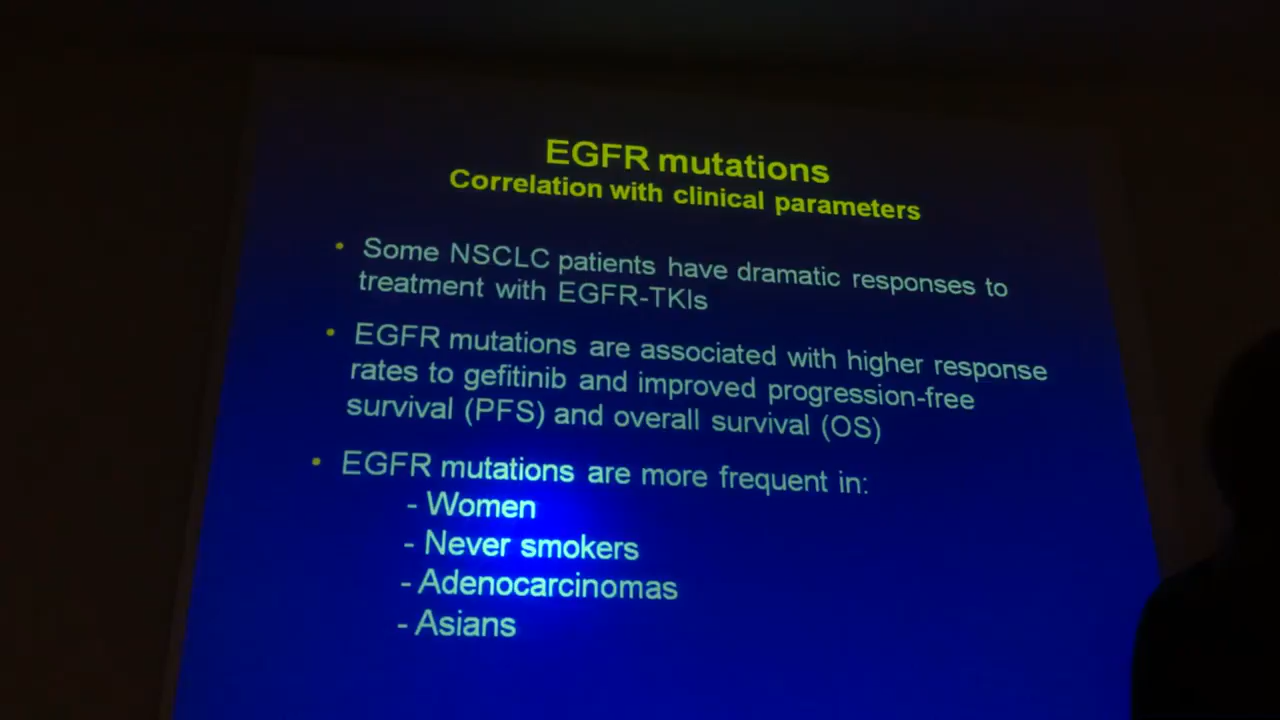 EGFR mutations
Correlation with clinical parameters
• Some NSCLC patients have dramatic responses to
treatment with EGFR-TKIs
• EGFR mutations are associated with higher response
rates to gefitinib and improved progression-free
survival (PFS) and overall survival (OS)
• EGFR mutations are more frequent in:
- Women
- Never smokers
- Adenocarcinomas
- Asians